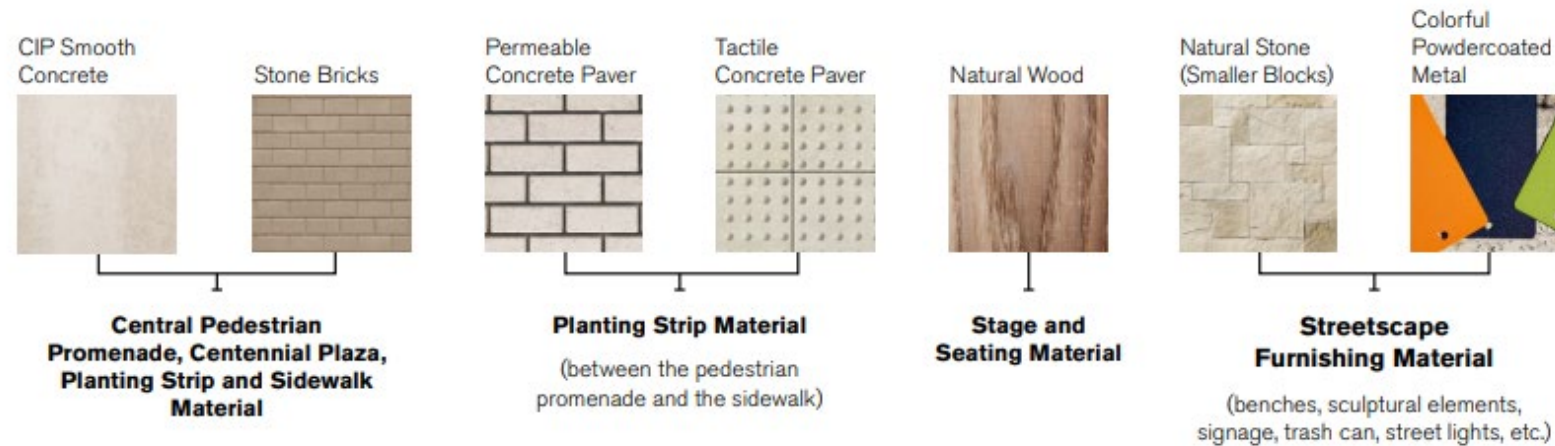 CIP Smooth
Concrete
Stone Bricks
Permeable
Concrete Paver
Tactile
Concrete Paver
Natural Wood
Natural Stone
(Smaller Blocks)
Colorful
Powdercoated
Metal
Central Pedestrian
Promenade, Centennial Plaza,
Planting Strip and Sidewalk
Material
Planting Strip Material
(between the pedestrian
promenade and the sidewalk)
Stage and
Seating Material
Streetscape
Furnishing Material
(benches, sculptural elements,
signage, trash can, street lights, etc.)